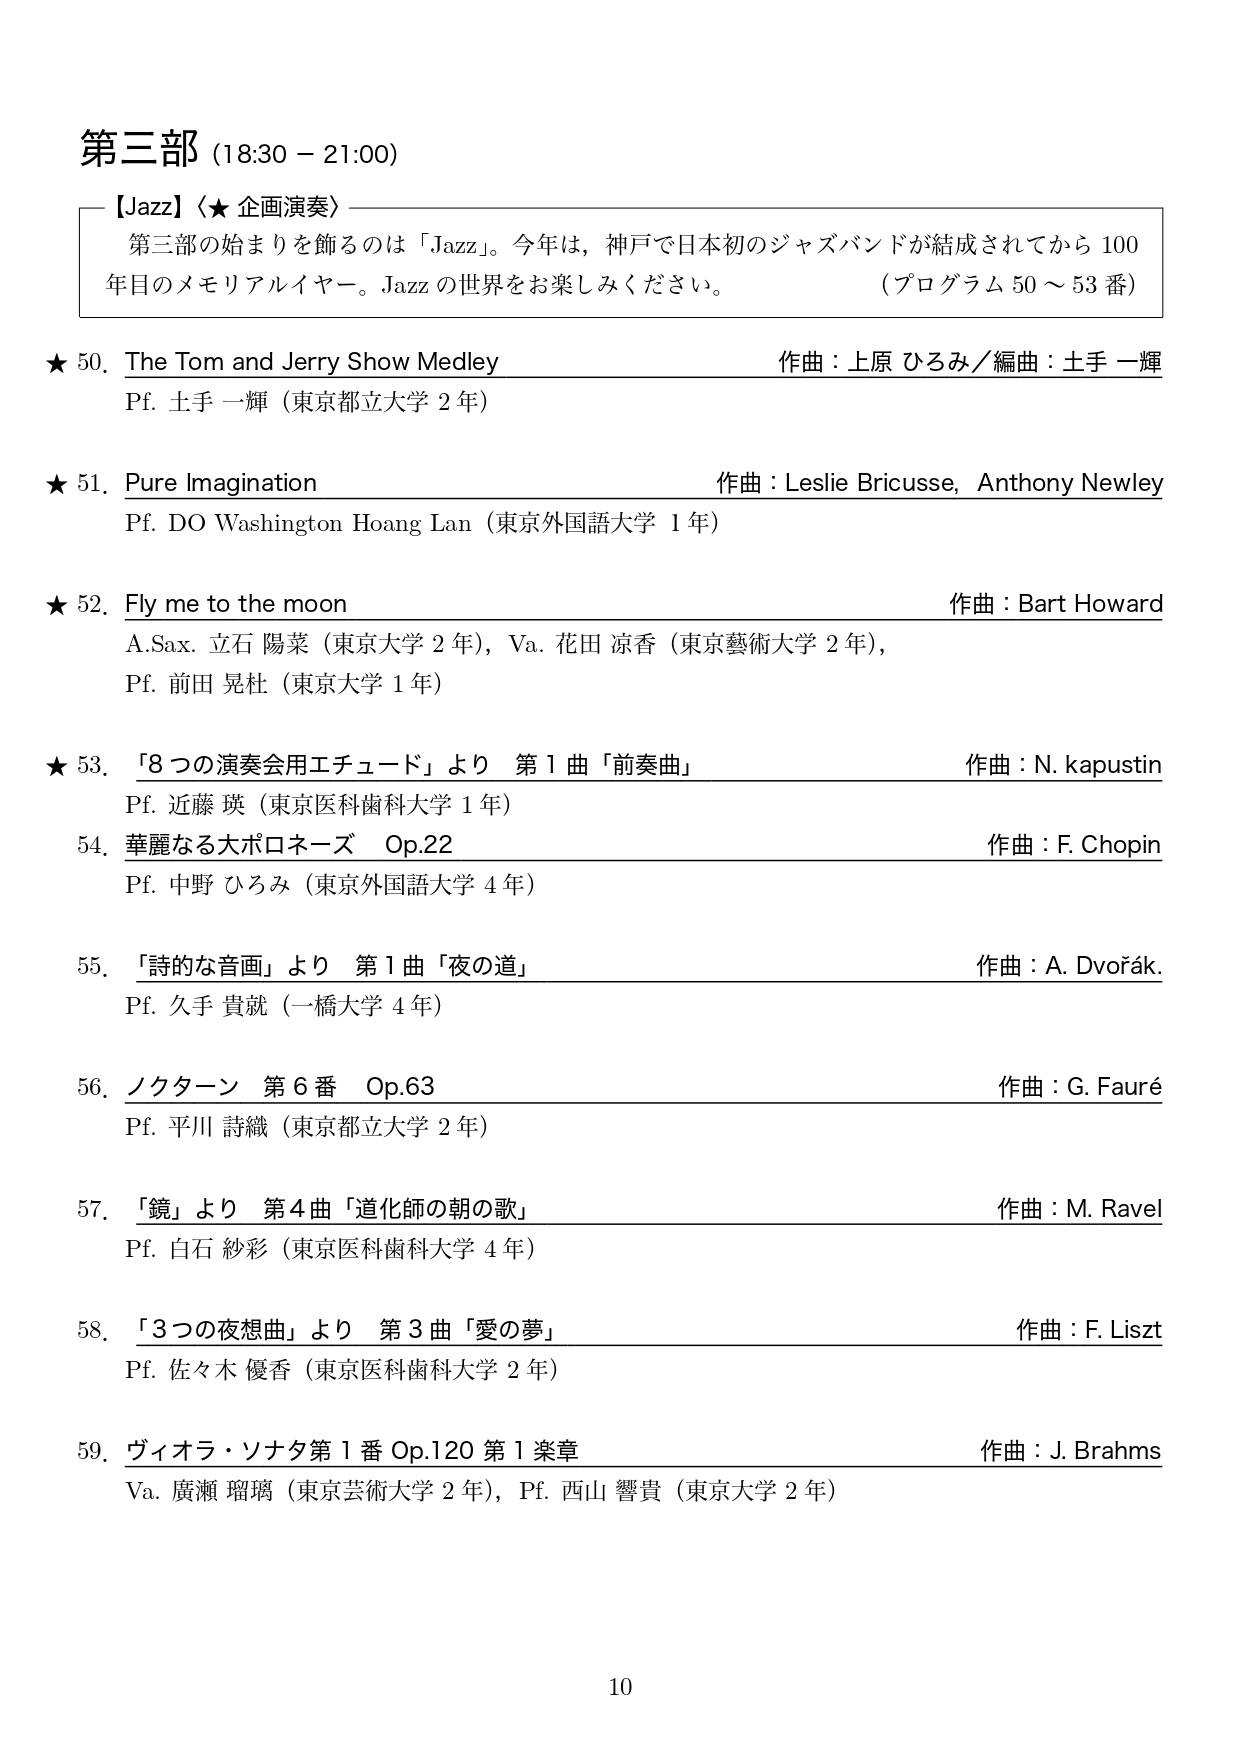 第三部（18:30 − 21:00）
【Jazz】〈★ 企画演奏〉
第三部の始まりを飾るのは「Jazz」。今年は，神戸で日本初のジャズバンドが結成されてから 100
年目のメモリアルイヤー。Jazz の世界をお楽しみください。 （プログラム 50 〜 53 番）
★ 50．The Tom and Jerry Show Medley 作曲：上原 ひろみ／編曲：土手 一輝
Pf. 土手 一輝（東京都立大学 2 年）
★ 51．Pure Imagination 作曲：Leslie Bricusse，Anthony Newley
Pf. DO Washington Hoang Lan（東京外国語大学 1 年）
★ 52．Fly me to the moon 作曲：Bart Howard
A.Sax. 立石 陽菜（東京大学 2 年），Va. 花田 凉香（東京藝術大学 2 年），
Pf. 前田 晃杜（東京大学 1 年）
★ 53．「8 つの演奏会用エチュード」より　第 1 曲「前奏曲」 作曲：N. kapustin
Pf. 近藤 瑛（東京医科歯科大学 1 年）
54．華麗なる大ポロネーズ　Op.22 作曲：F. Chopin
Pf. 中野 ひろみ（東京外国語大学 4 年）
55．「詩的な音画」より　第 1 曲「夜の道」 作曲：A. Dvořák.
Pf. 久手 貴就（一橋大学 4 年）
56．ノクターン　第 6 番　Op.63 作曲：G. Fauré
Pf. 平川 詩織（東京都立大学 2 年）
57．「鏡」より　第４曲「道化師の朝の歌」 作曲：M. Ravel
Pf. 白石 紗彩（東京医科歯科大学 4 年）
58．「３つの夜想曲」より　第 3 曲「愛の夢」 作曲：F. Liszt
Pf. 佐々木 優香（東京医科歯科大学 2 年）
59．ヴィオラ・ソナタ第 1 番 Op.120 第 1 楽章 作曲：J. Brahms
Va. 廣瀬 瑠璃（東京芸術大学 2 年），Pf. 西山 響貴（東京大学 2 年）
10